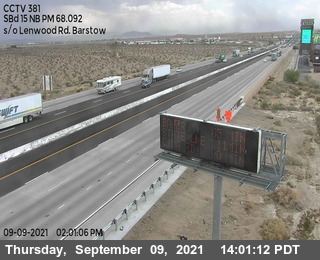 CCTV 381
SBd 15 NB PM 68.092
s/o Lenwood Rd. Barstow
SWIFT
09-09-2021 02:01:06 PM
Thursday, September 09, 2021 14:01:12 PDT